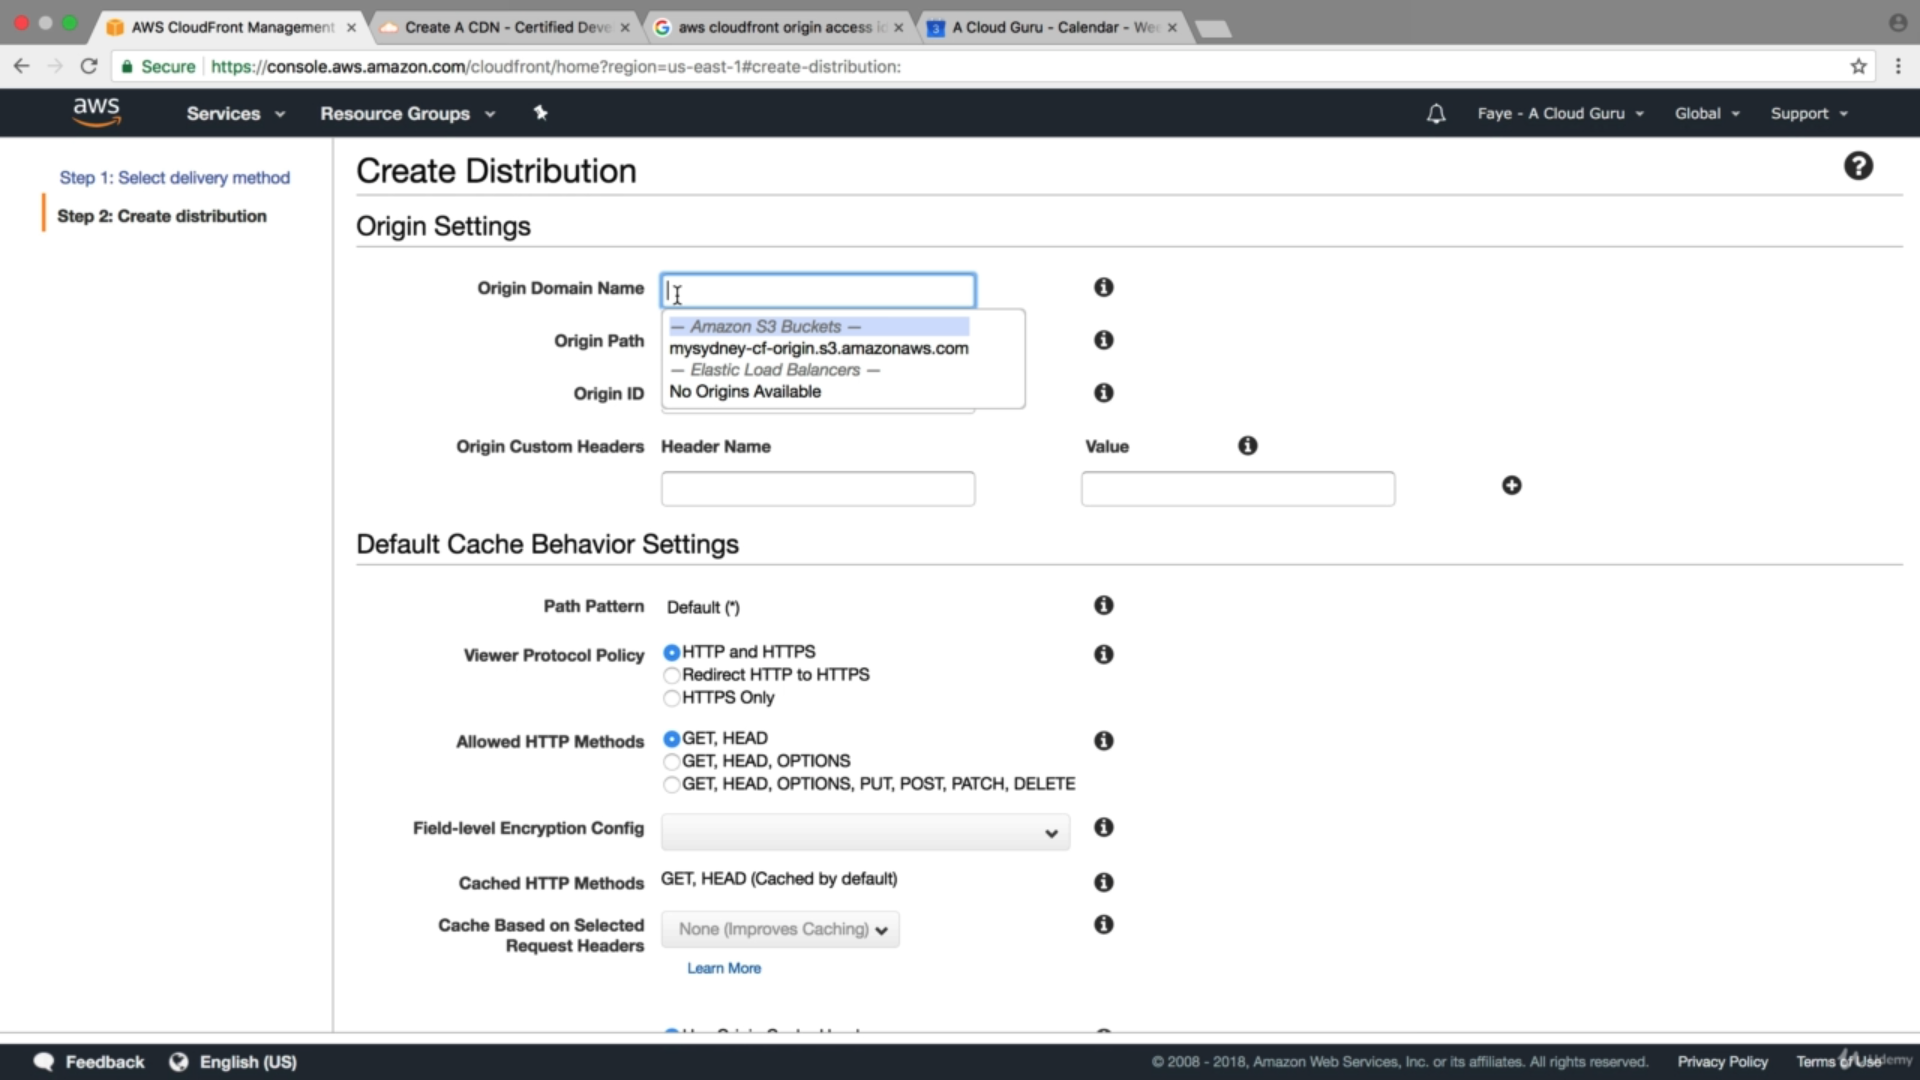 AWS CloudFront Management
Create A CDN - Certified Deve
aws cloudfront origin access id
3
A Cloud Guru - Calendar - Wee
Secure
https://console.aws.amazon.com/cloudfront/home?region=us-east-1#create-distribution:
aws
Services
Resource Groups
Faye - A Cloud Guru
Global
Support
Step 1: Select delivery method
Step 2: Create distribution
Create Distribution
Origin Settings
Origin Domain Name
— Amazon S3 Buckets —
mysydney-cf-origin.s3.amazonaws.com
— Elastic Load Balancers —
No Origins Available
Origin Path
Origin ID
Origin Custom Headers
Header Name
Value
Default Cache Behavior Settings
Path Pattern
Default (*)
Viewer Protocol Policy
HTTP and HTTPS
Redirect HTTP to HTTPS
HTTPS Only
Allowed HTTP Methods
GET, HEAD
GET, HEAD, OPTIONS
GET, HEAD, OPTIONS, PUT, POST, PATCH, DELETE
Field-level Encryption Config
Cached HTTP Methods
GET, HEAD (Cached by default)
Cache Based on Selected
Request Headers
None (Improves Caching)
Learn More
Feedback
English (US)
© 2008 - 2018, Amazon Web Services, Inc. or its affiliates. All rights reserved.
Privacy Policy
Terms of Use